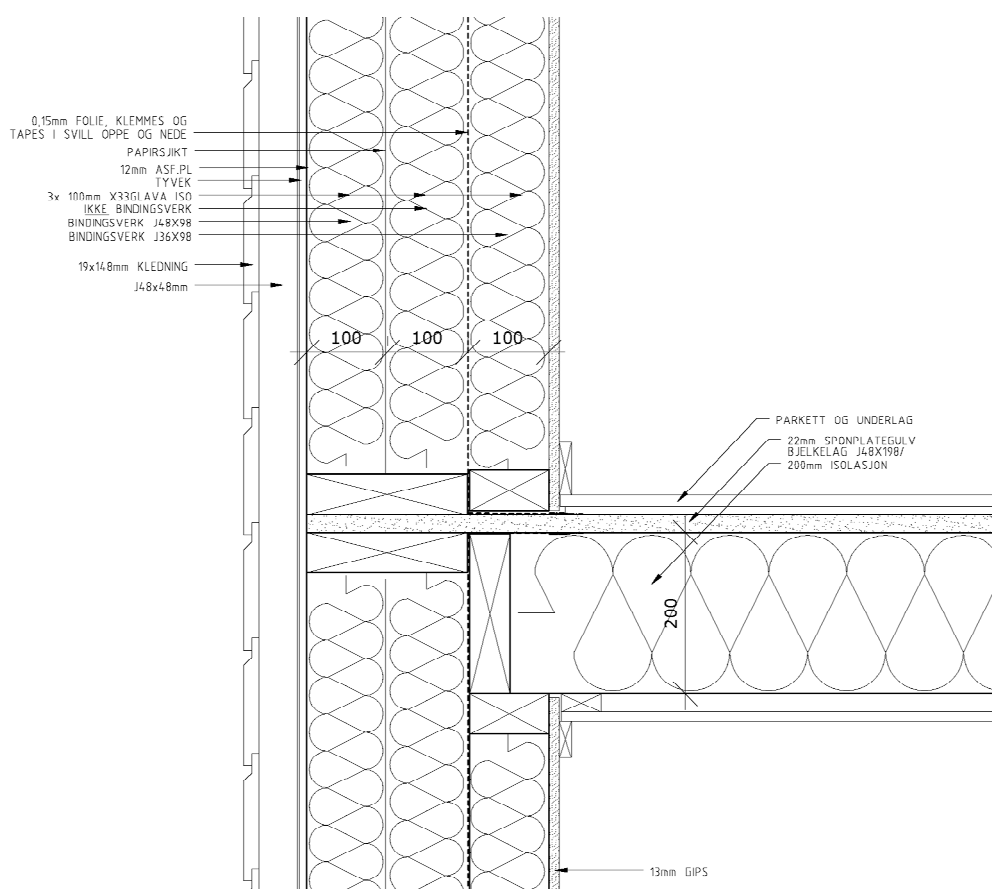 0,15mm FOLIE, KLEMMES OG
TAPES I SVILL OPPE OG NEDE
PAPIRSJIKT
12mm ASF.PL
TYVEK
3x 100mm X33GLAVA ISO
IKKE BINDINGSVERK
BINDINGSVERK J48X98
BINDINGSVERK J36X98
19x148mm KLEDNING
J48x48mm
100
100
100
PARKETT OG UNDERLAG
22mm SPONPLATEGULV
BJELKELAG J48X198/
200mm ISOLASJON
200
13mm GIPS